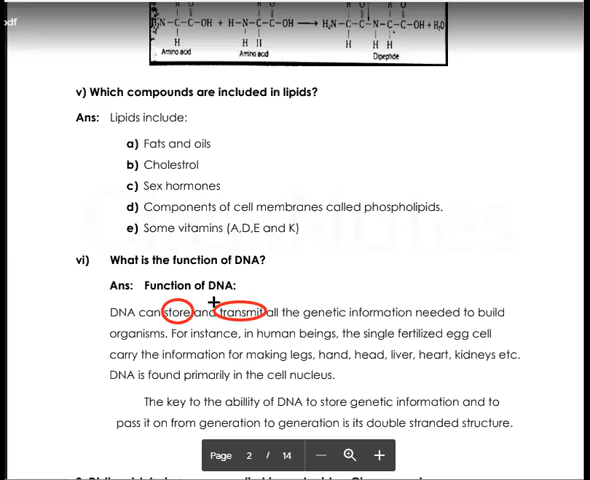 df
H₂N—C—C—OH + H—N—C—C—OH → H₂N—C—C—N—C—C—OH + H₂O
H H H H H H
Amino acid Amino acid Dipeptide
v) Which compounds are included in lipids?
Ans: Lipids include:
a) Fats and oils
b) Cholestrol
c) Sex hormones
d) Components of cell membranes called phospholipids.
e) Some vitamins (A,D,E and K)
vi) What is the function of DNA?
Ans: Function of DNA:
DNA can store and transmit all the genetic information needed to build
organisms. For instance, in human beings, the single fertilized egg cell
carry the information for making legs, hand, head, liver, heart, kidneys etc.
DNA is found primarily in the cell nucleus.
The key to the abillity of DNA to store genetic information and to
pass it on from generation to generation is its double stranded structure.
Page 2 / 14 — +